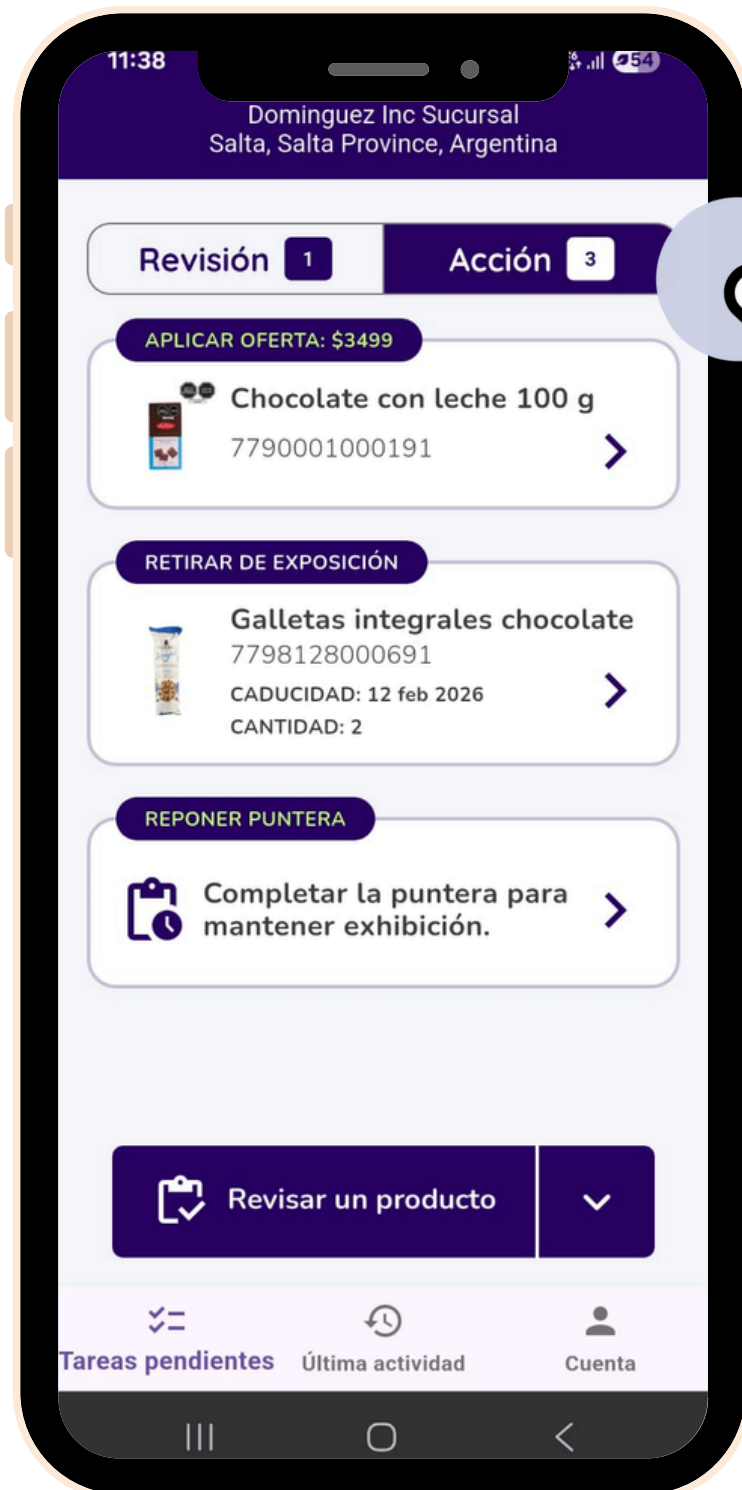 11:38
54
Dominguez Inc Sucursal
Salta, Salta Province, Argentina
Revisión 1
Acción 3
APLICAR OFERTA: $3499
Chocolate con leche 100 g
7790001000191
RETIRAR DE EXPOSICIÓN
Galletas integrales chocolate
7798128000691
CADUCIDAD: 12 feb 2026
CANTIDAD: 2
REPONER PUNTERA
Completar la puntera para
mantener exhibición.
Revisar un producto
Tareas pendientes
Última actividad
Cuenta